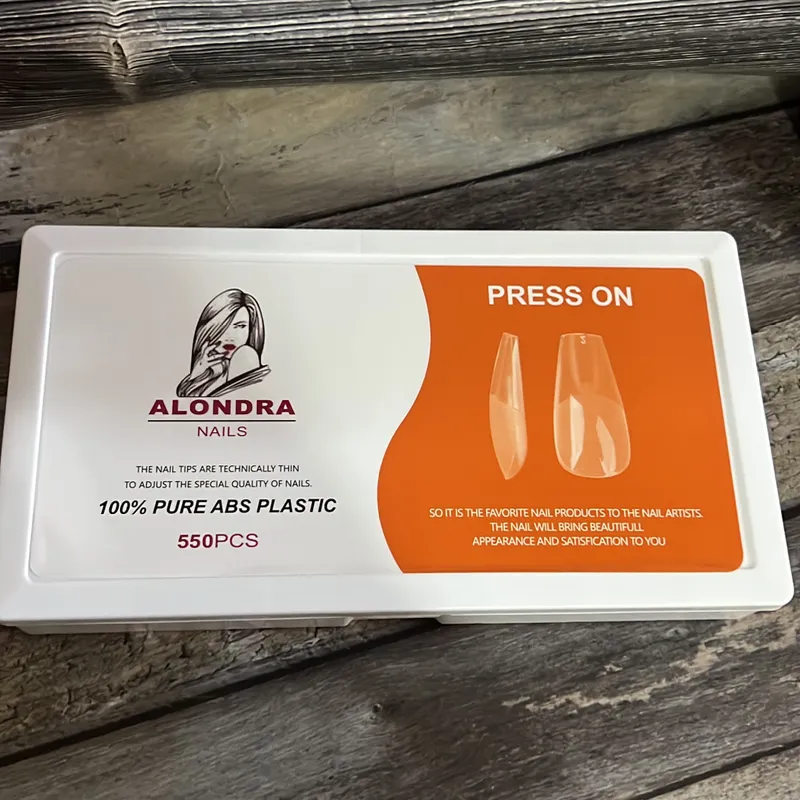 ALONDRA
NAILS
THE NAIL TIPS ARE TECHNICALLY THIN
TO ADJUST THE SPECIAL QUALITY OF NAILS.
100% PURE ABS PLASTIC
550PCS
PRESS ON
2
SO IT IS THE FAVORITE NAIL PRODUCTS TO THE NAIL ARTISTS.
THE NAIL WILL BRING BEAUTIFULL
APPEARANCE AND SATISFICATION TO YOU